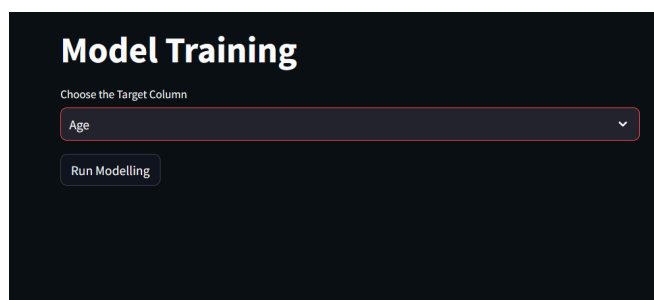 Model Training
Choose the Target Column
Age
Run Modelling